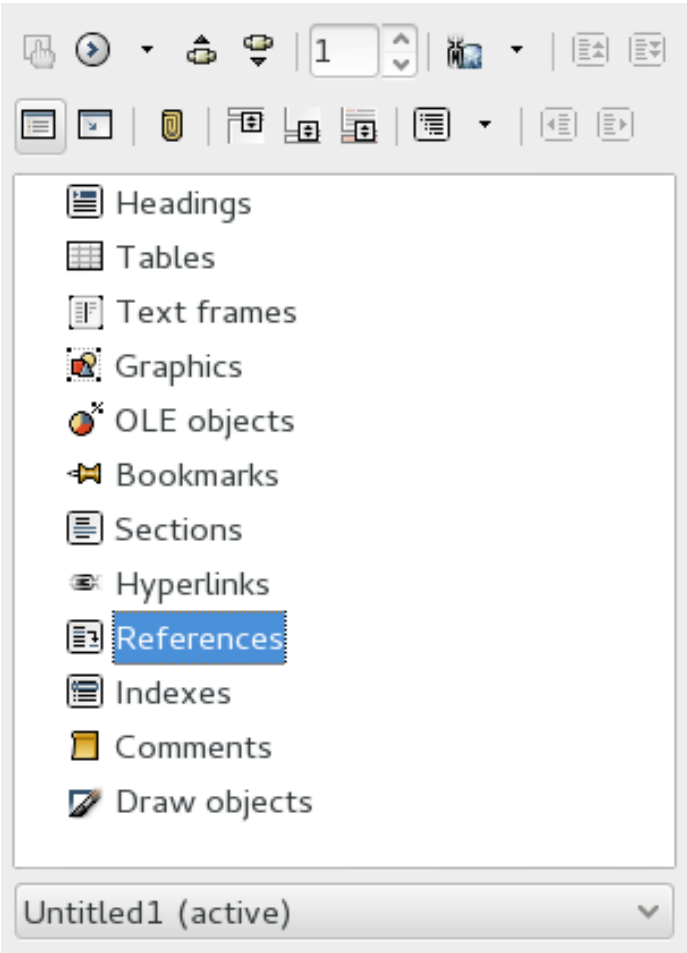 1
Headings
Tables
Text frames
Graphics
OLE objects
Bookmarks
Sections
Hyperlinks
References
Indexes
Comments
Draw objects
Untitled1 (active)